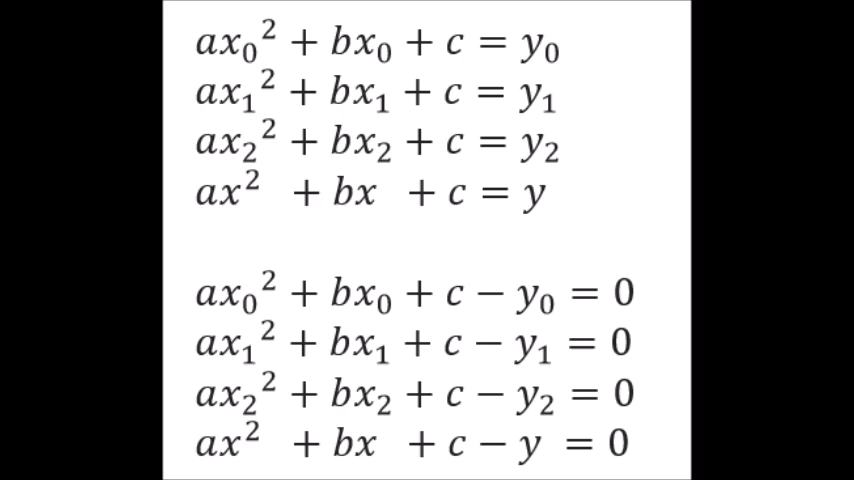 ax₀² + bx₀ + c = y₀
ax₁² + bx₁ + c = y₁
ax₂² + bx₂ + c = y₂
ax² + bx + c = y
ax₀² + bx₀ + c − y₀ = 0
ax₁² + bx₁ + c − y₁ = 0
ax₂² + bx₂ + c − y₂ = 0
ax² + bx + c − y = 0